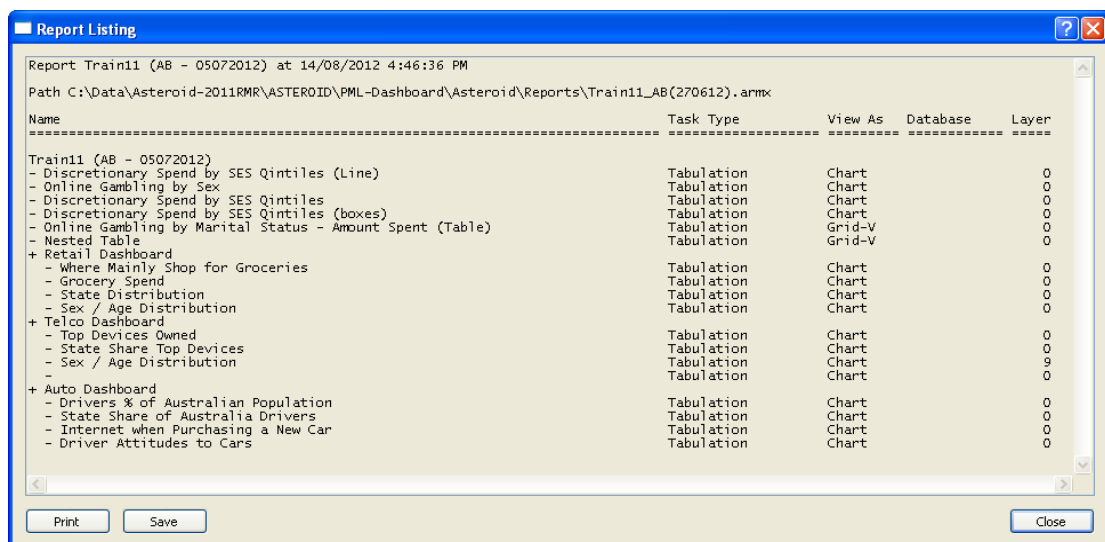 Report Listing
Report Train11 (AB - 05072012) at 14/08/2012 4:46:36 PM
Path C:\Data\Asteroid-2011RMR\ASTEROID\PML-Dashboard\Asteroid\Reports\Train11_AB(270612).armx
Name Task Type View As Database Layer
================================================================================ =================== ========= ============ =====
Train11 (AB - 05072012)
- Discretionary Spend by SES Qintiles (Line) Tabulation Chart 0
- Online Gambling by Sex Tabulation Chart 0
- Discretionary Spend by SES Qintiles Tabulation Chart 0
- Discretionary Spend by SES Qintiles (boxes) Tabulation Chart 0
- Online Gambling by Marital Status - Amount Spent (Table) Tabulation Grid-V 0
- Nested Table Tabulation Grid-V 0
+ Retail Dashboard
- Where Mainly Shop for Groceries Tabulation Chart 0
- Grocery Spend Tabulation Chart 0
- State Distribution Tabulation Chart 0
- Sex / Age Distribution Tabulation Chart 0
+ Telco Dashboard
- Top Devices Owned Tabulation Chart 0
- State Share Top Devices Tabulation Chart 0
- Sex / Age Distribution Tabulation Chart 9
- Tabulation Chart 0
+ Auto Dashboard
- Drivers % of Australian Population Tabulation Chart 0
- State Share of Australia Drivers Tabulation Chart 0
- Internet when Purchasing a New Car Tabulation Chart 0
- Driver Attitudes to Cars Tabulation Chart 0
Print Save Close